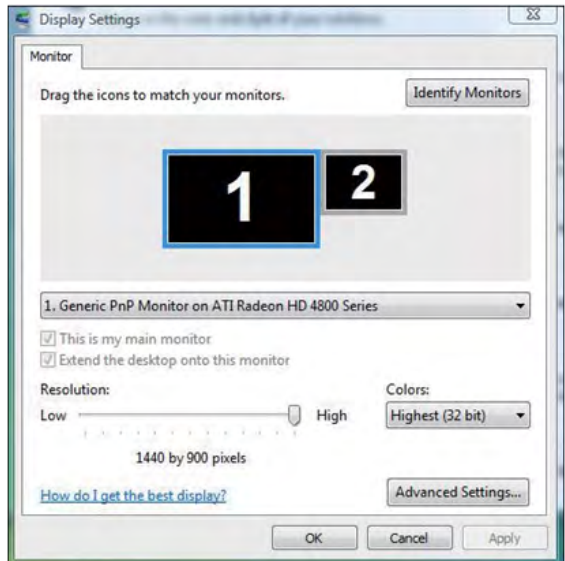 Display Settings
Monitor
Drag the icons to match your monitors.
Identify Monitors
1
2
1. Generic PnP Monitor on ATI Radeon HD 4800 Series
This is my main monitor
Extend the desktop onto this monitor
Resolution:
Colors:
Low
High
Highest (32 bit)
1440 by 900 pixels
How do I get the best display?
Advanced Settings...
OK
Cancel
Apply